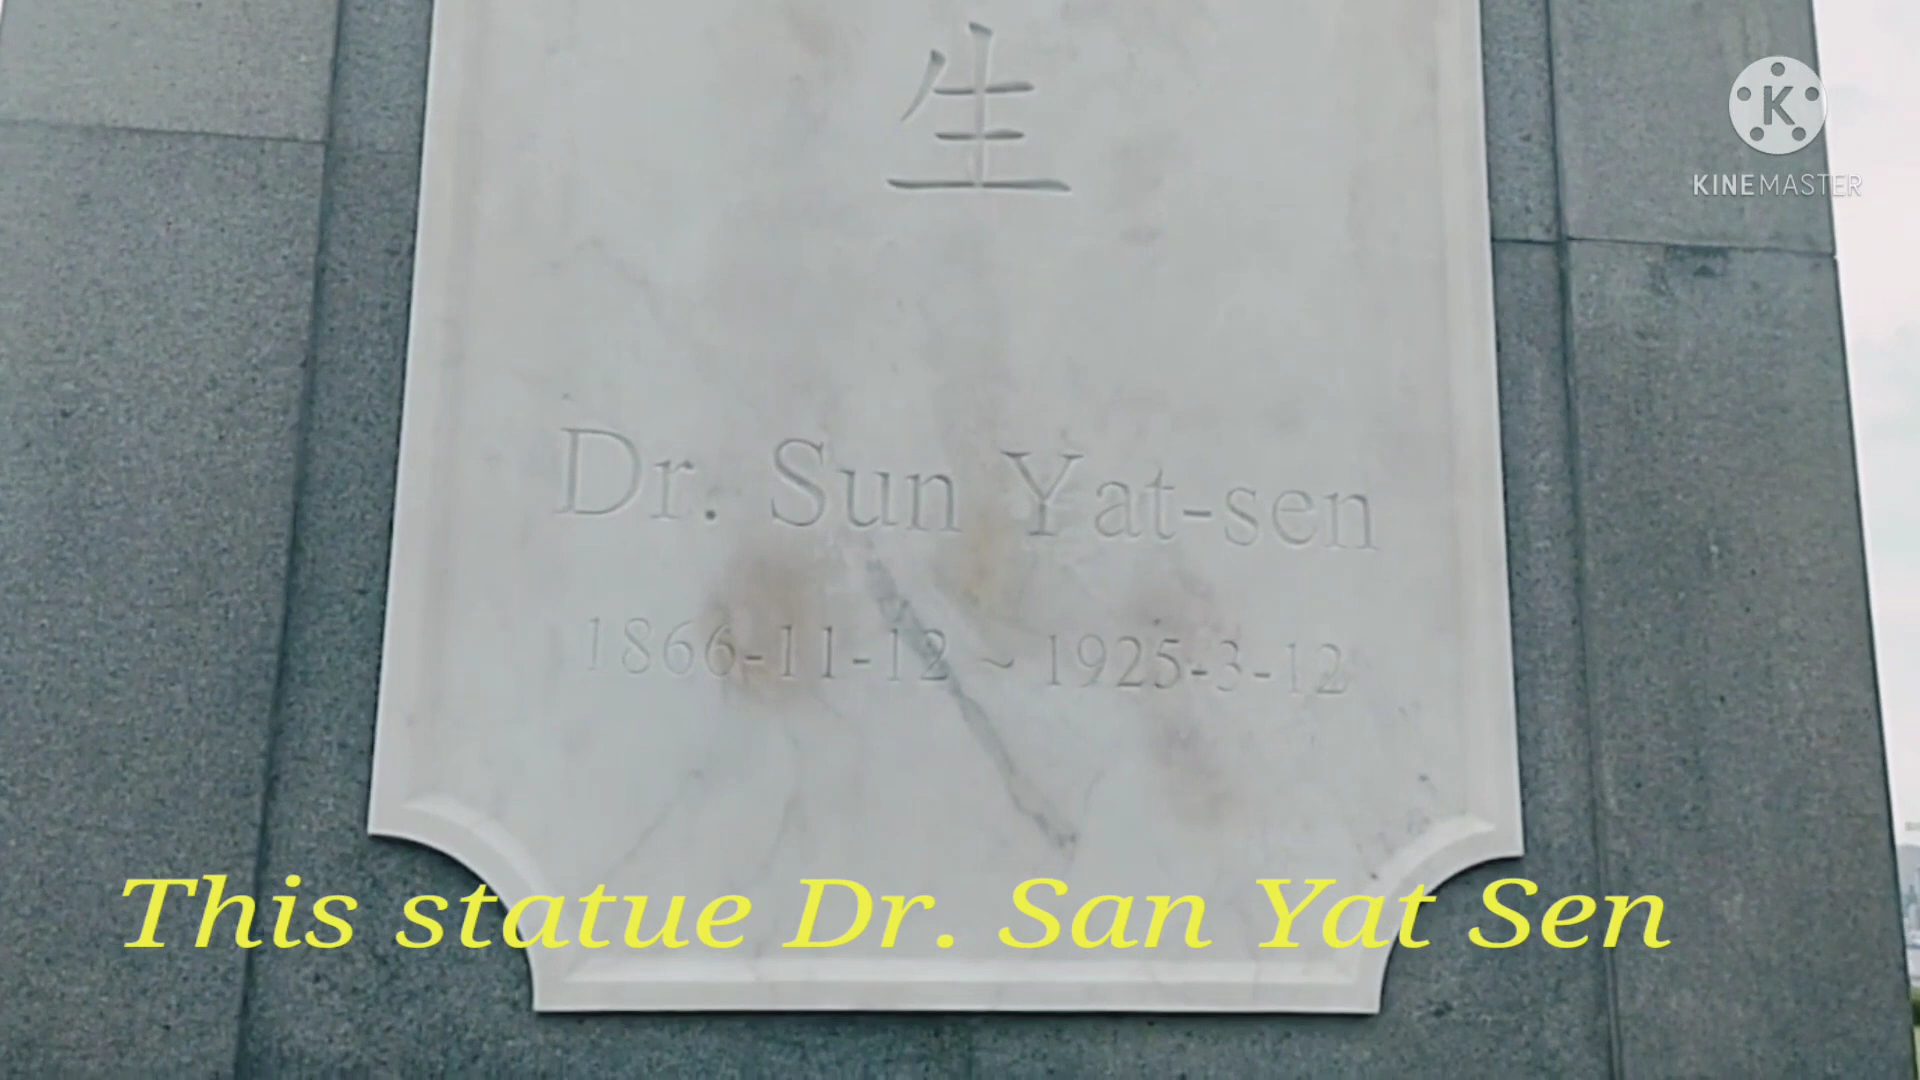 生
K
KINEMASTER
Dr. Sun Yat-sen
1866-11-12 ~ 1925-3-12
This statue Dr. San Yat Sen